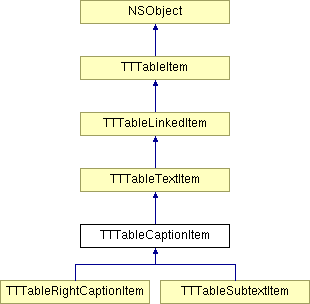 NSObject
TTTableItem
TTTableLinkedItem
TTTableTextItem
TTTableCaptionItem
TTTableRightCaptionItem
TTTableSubtextItem